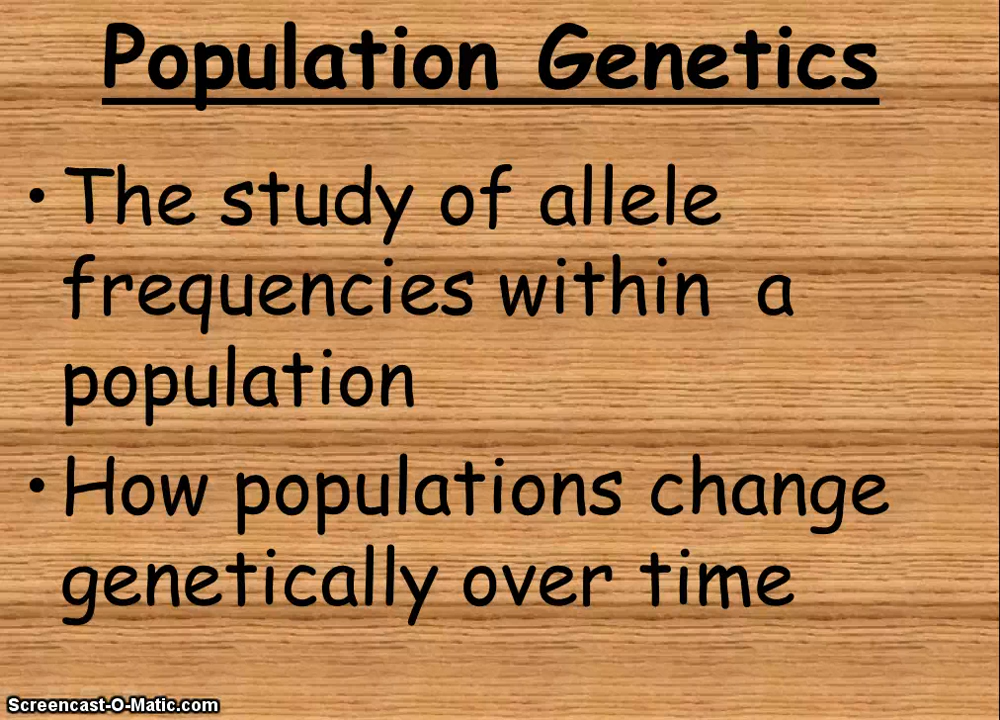 Population Genetics
• The study of allele
frequencies within  a
population
• How populations change
genetically over time
Screencast-O-Matic.com